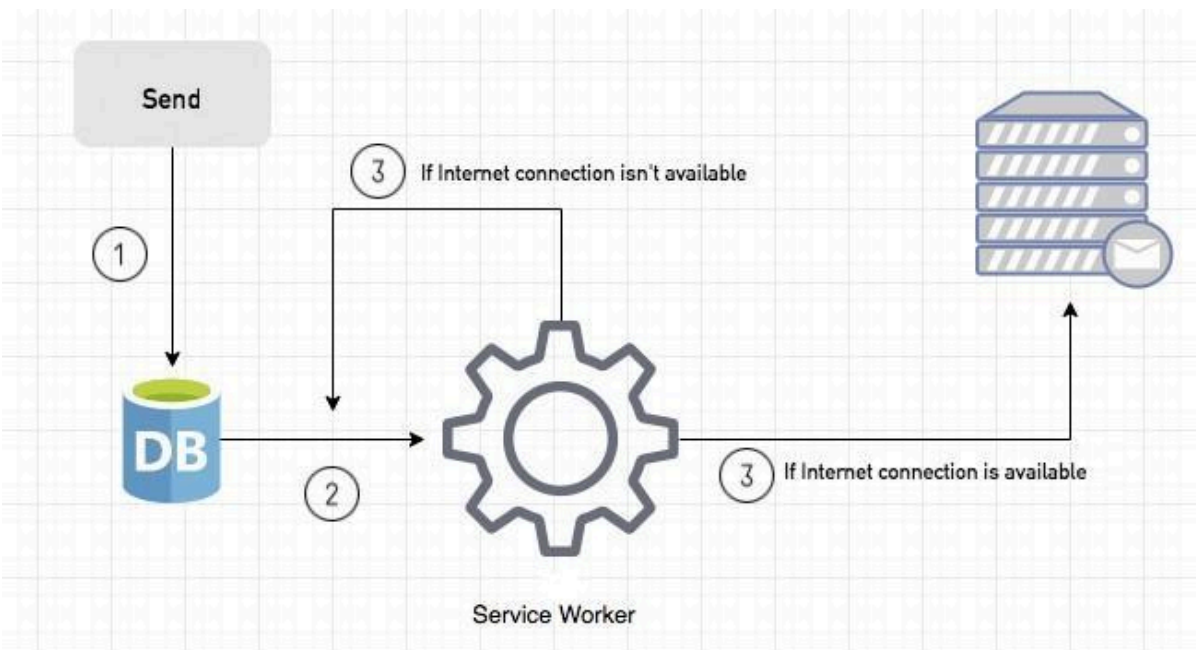 Send
3
If Internet connection isn't available
1
DB
2
3
If Internet connection is available
Service Worker